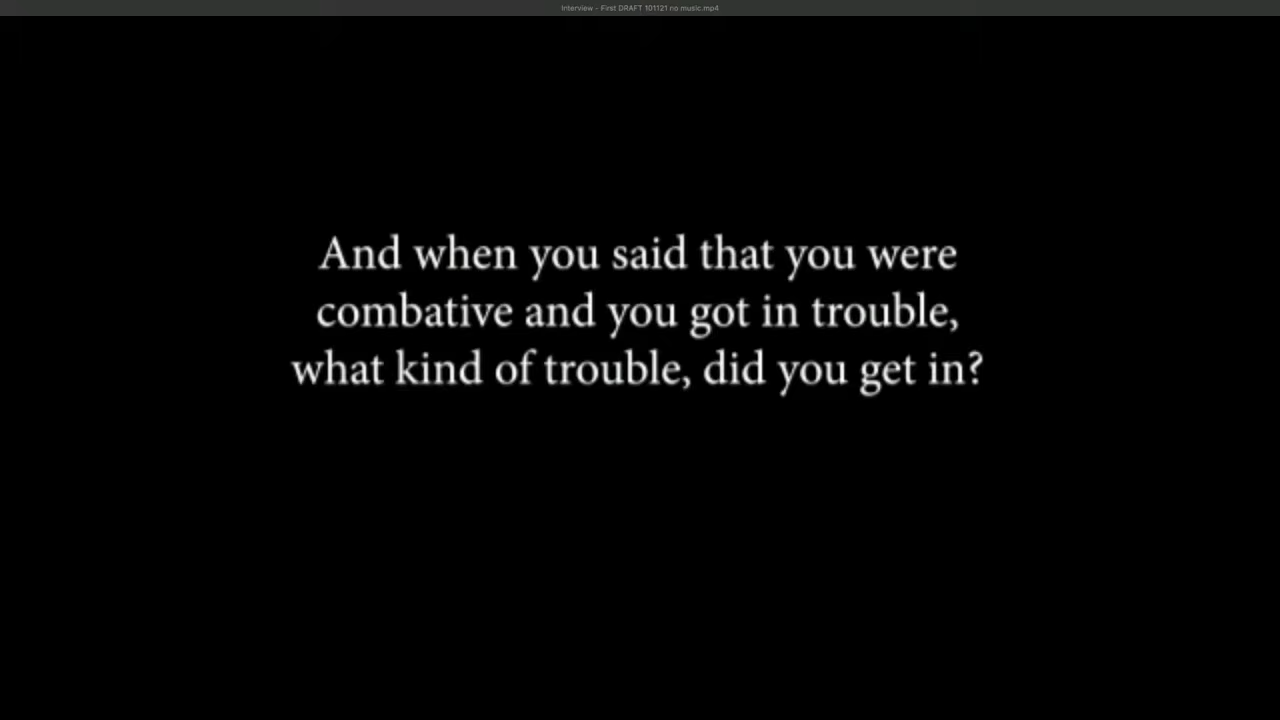 Interview - First DRAFT 101121 no music.mp4
And when you said that you were
combative and you got in trouble,
what kind of trouble, did you get in?